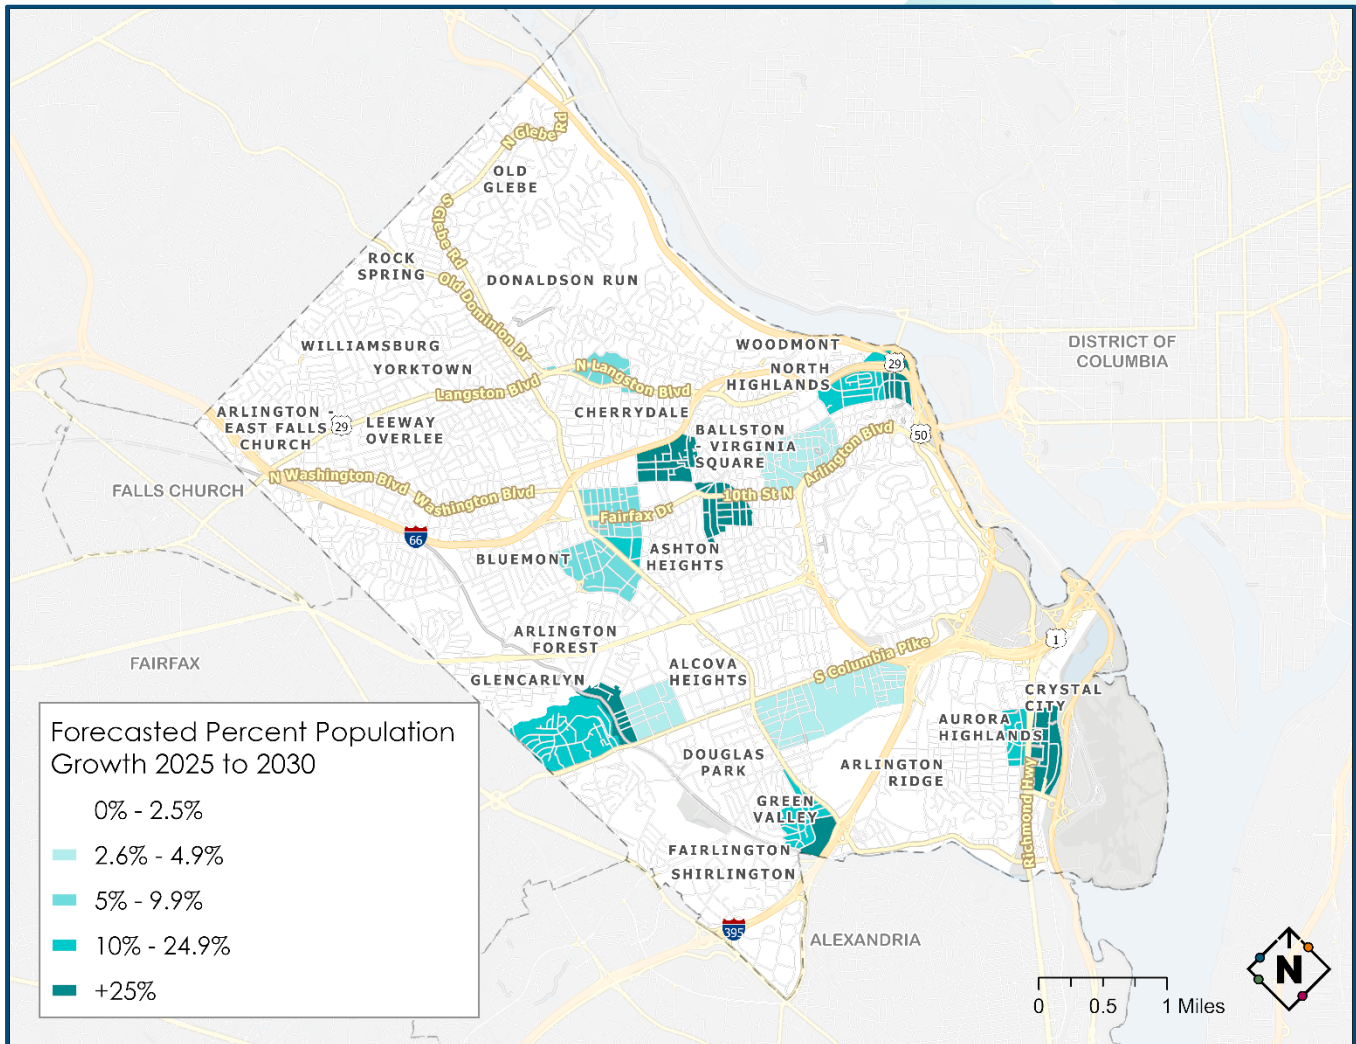 N Glebe Rd
OLD
GLEBE
S Glebe Rd
ROCK
SPRING
DONALDSON RUN
Old Dominion Dr
WILLIAMSBURG
YORKTOWN
WOODMONT
NORTH
HIGHLANDS
29
DISTRICT OF
COLUMBIA
N Langston Blvd
Langston Blvd
CHERRYDALE
ARLINGTON -
EAST FALLS
CHURCH
29
LEEWAY
OVERLEE
BALLSTON
- VIRGINIA
SQUARE
Arlington Blvd
50
N Washington Blvd
Washington Blvd
FALLS CHURCH
10th St N
Fairfax Dr
66
BLUEMONT
ASHTON
HEIGHTS
ARLINGTON
FOREST
1
FAIRFAX
S Columbia Pike
GLENCARLYN
ALCOVA
HEIGHTS
CRYSTAL
CITY
AURORA
HIGHLANDS
DOUGLAS
PARK
ARLINGTON
RIDGE
Richmond Hwy
GREEN
VALLEY
FAIRLINGTON
SHIRLINGTON
395
ALEXANDRIA
Forecasted Percent Population
Growth 2025 to 2030
0% - 2.5%
2.6% - 4.9%
5% - 9.9%
10% - 24.9%
+25%
0 0.5 1 Miles
N